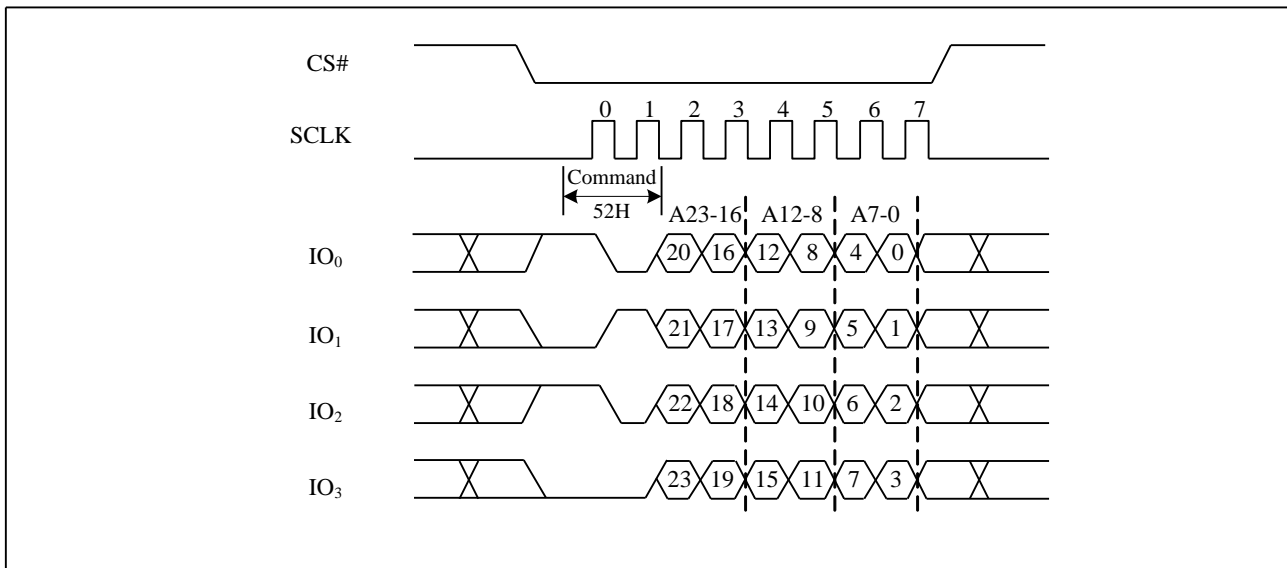 CS#
0 1 2 3 4 5 6 7
SCLK
Command
52H
A23-16 A12-8 A7-0
IO0 20 16 12 8 4 0
IO1 21 17 13 9 5 1
IO2 22 18 14 10 6 2
IO3 23 19 15 11 7 3